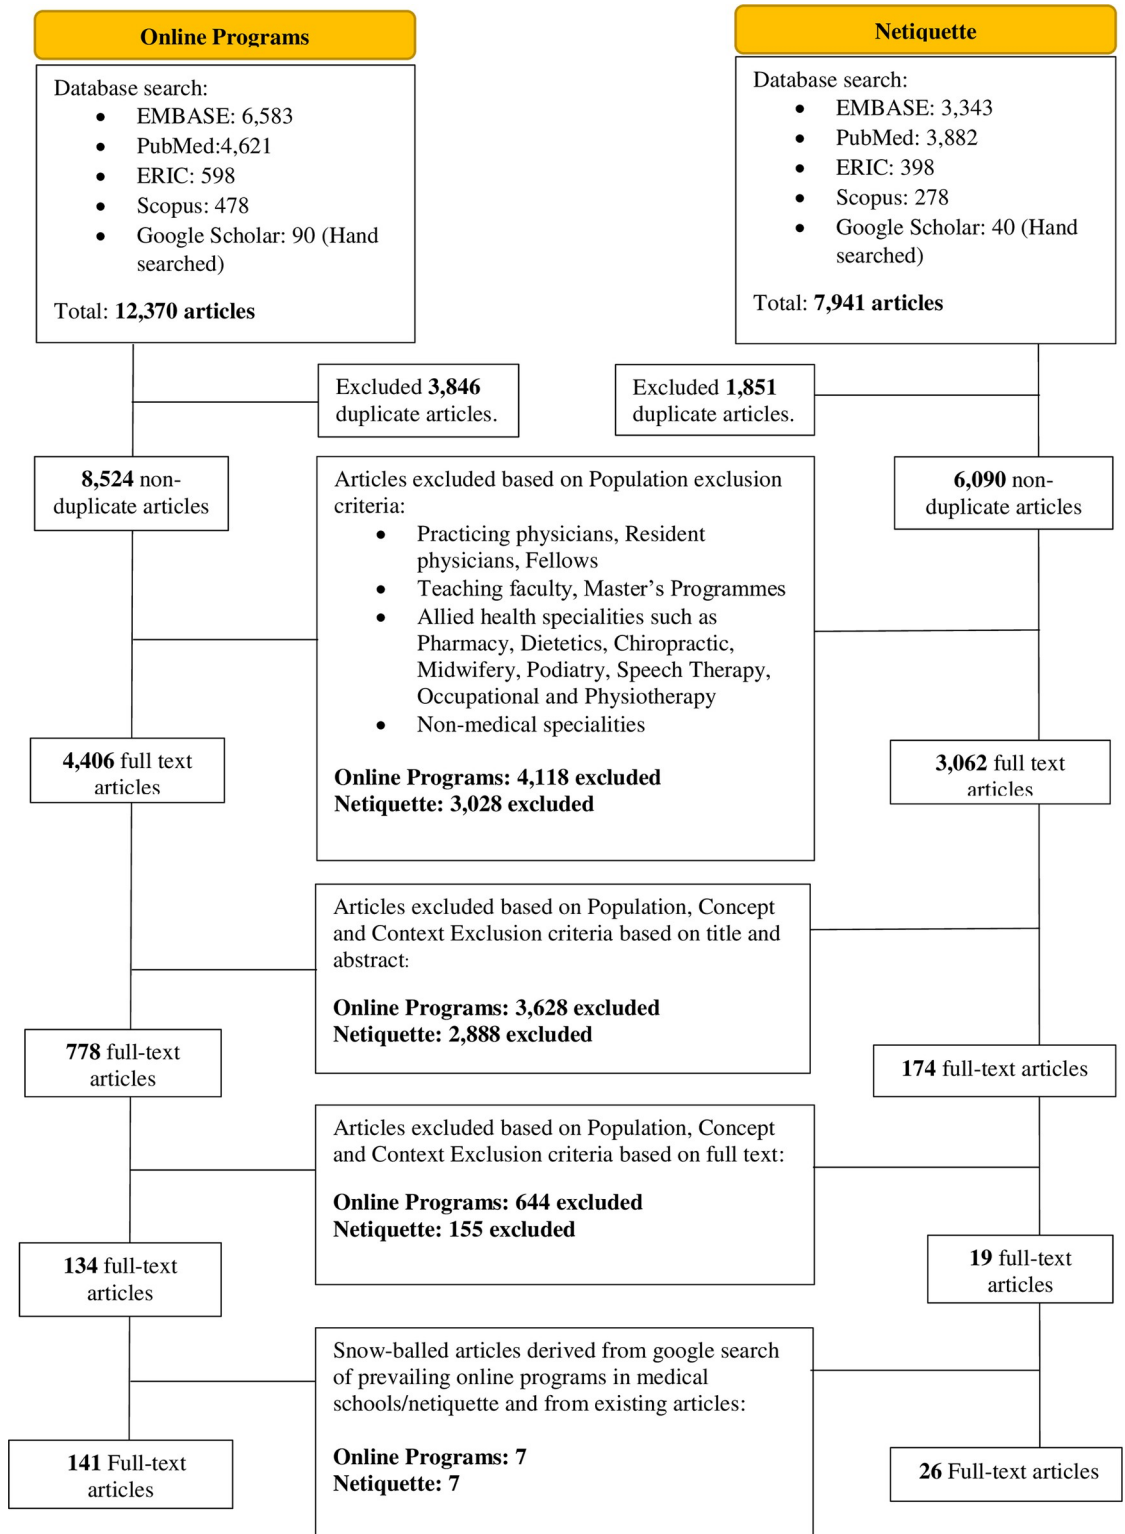 Online Programs
Database search:
• EMBASE: 6,583
• PubMed:4,621
• ERIC: 598
• Scopus: 478
• Google Scholar: 90 (Hand
searched)
Total: 12,370 articles
Netiquette
Database search:
• EMBASE: 3,343
• PubMed: 3,882
• ERIC: 398
• Scopus: 278
• Google Scholar: 40 (Hand
searched)
Total: 7,941 articles
Excluded 3,846
duplicate articles.
Excluded 1,851
duplicate articles.
8,524 non-
duplicate articles
Articles excluded based on Population exclusion
criteria:
• Practicing physicians, Resident
physicians, Fellows
• Teaching faculty, Master’s Programmes
• Allied health specialities such as
Pharmacy, Dietetics, Chiropractic,
Midwifery, Podiatry, Speech Therapy,
Occupational and Physiotherapy
• Non-medical specialities
Online Programs: 4,118 excluded
Netiquette: 3,028 excluded
6,090 non-
duplicate articles
4,406 full text
articles
3,062 full text
articles
Articles excluded based on Population, Concept
and Context Exclusion criteria based on title and
abstract:
Online Programs: 3,628 excluded
Netiquette: 2,888 excluded
778 full-text
articles
174 full-text articles
Articles excluded based on Population, Concept
and Context Exclusion criteria based on full text:
Online Programs: 644 excluded
Netiquette: 155 excluded
134 full-text
articles
19 full-text
articles
Snow-balled articles derived from google search
of prevailing online programs in medical
schools/netiquette and from existing articles:
Online Programs: 7
Netiquette: 7
141 Full-text
articles
26 Full-text articles